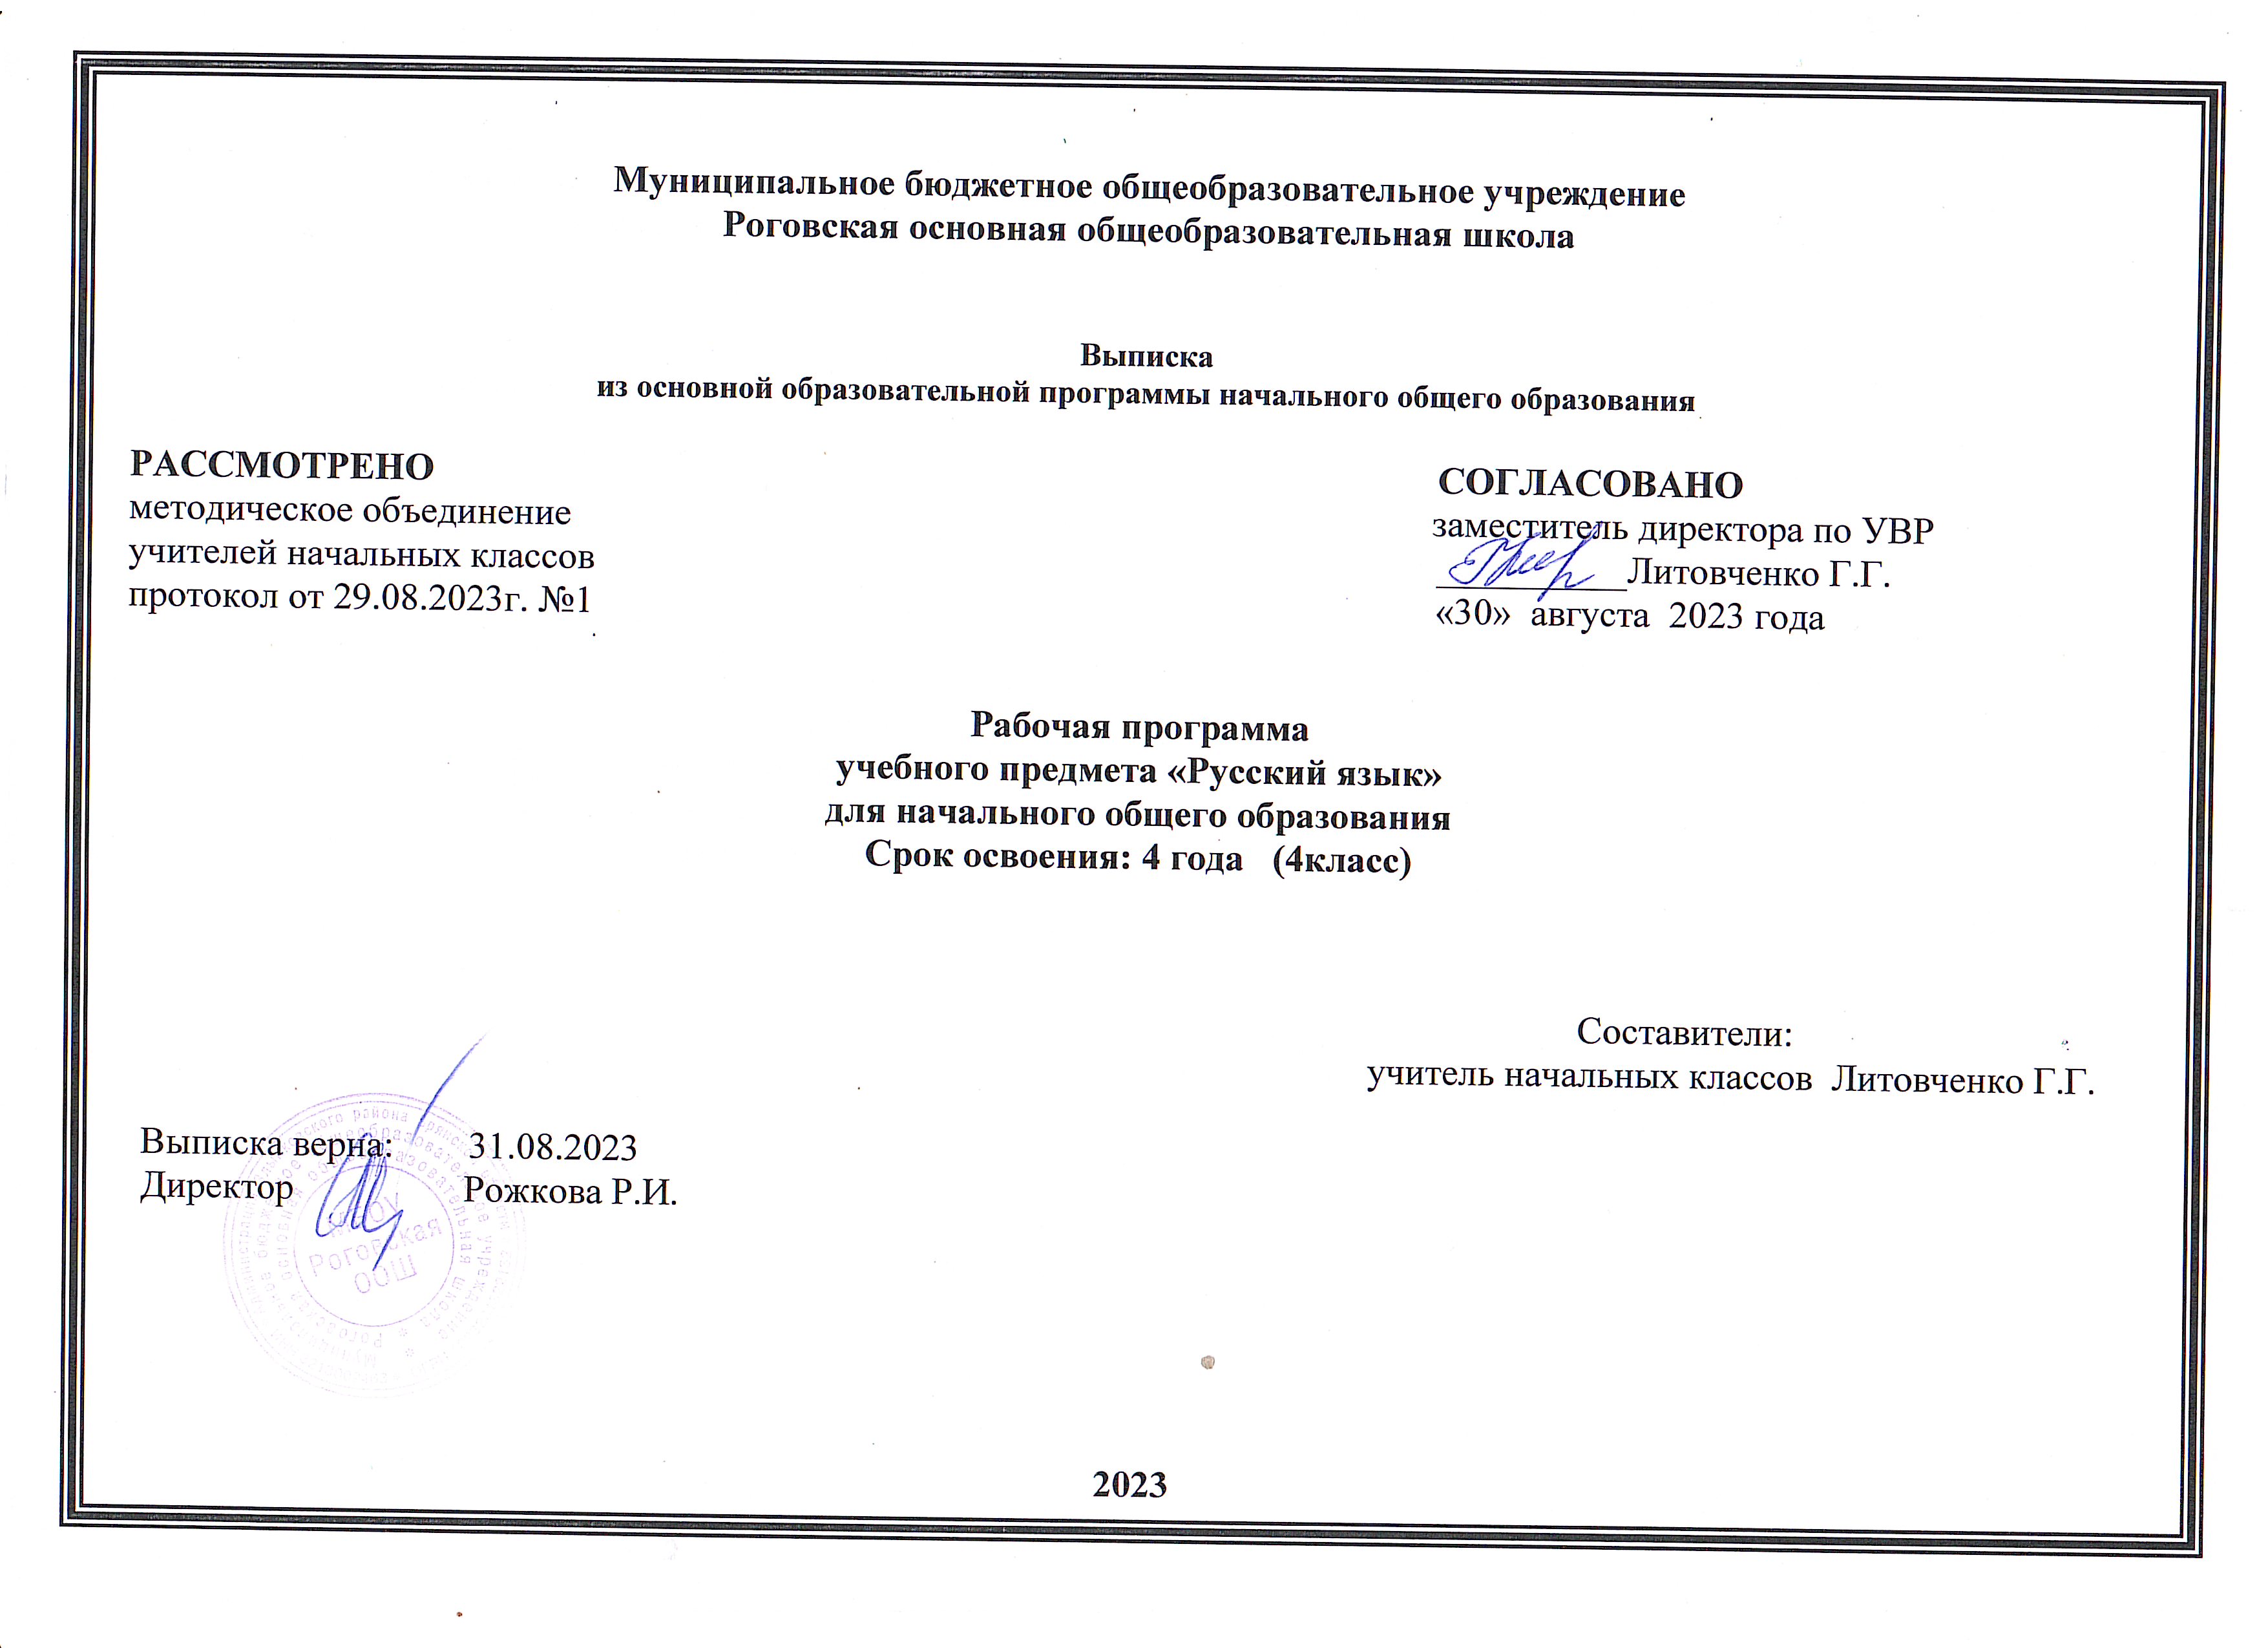 Муниципальное бюджетное общеобразовательное учреждение
Роговская основная общеобразовательная школа
Выписка
из основной образовательной программы начального общего образования
РАССМОТРЕНО
методическое объединение
учителей начальных классов
протокол от 29.08.2023г. №1
СОГЛАСОВАНО
заместитель директора по УВР
Литовченко Г.Г.
«30» августа 2023 года
Рабочая программа
учебного предмета «Русский язык»
для начального общего образования
Срок освоения: 4 года (4класс)
Составители:
учитель начальных классов Литовченко Г.Г.
Выписка верна: 31.08.2023
Директор Рожкова Р.И.
МБОУ
Роговская
ООШ
2023